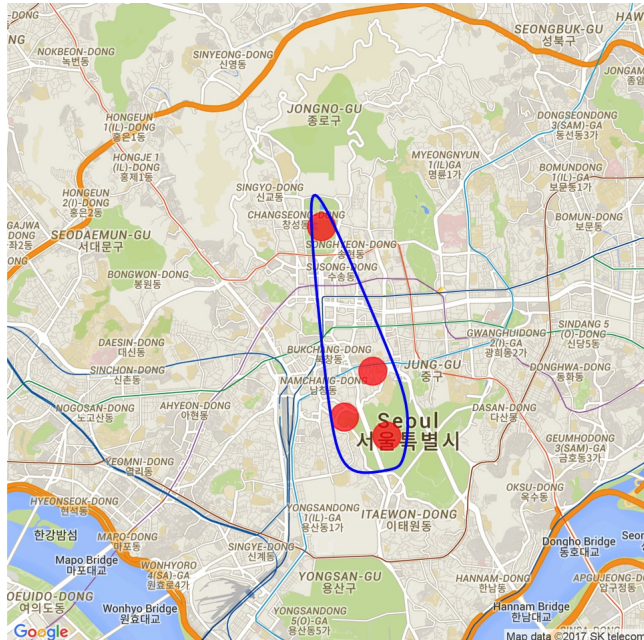 SEONGBUK-GU
성북구
NOKBEON-DONG
녹번동
SINYEONG-DONG
신영동
JONGNO-GU
종로구
HONGEUN
1(IL)-DONG
홍은1동
DONGSEONDONG
3(SAM)-GA
동선동3가
HONGJE 1
(IL)-DONG
홍제1동
MYEONGNYUN
1(IL)-GA
명륜1가
BOMUNDONG
1(IL)-GA
보문동1가
HONGEUN
2(I)-DONG
홍은2동
SINGYO-DONG
신교동
CHANGSEONG-DONG
창성동
BOMUN-DONG
보문동
SEODAEMUN-GU
서대문구
SONGHYEON-DONG
송현동
SUSONG-DONG
수송동
BONGWON-DONG
봉원동
DAESIN-DONG
대신동
GWANGHUIDONG
2(I)-GA
광희동2가
SINDANG 5
(O)-DONG
신당5동
BUKCHANG-DONG
북창동
JUNG-GU
중구
SINCHON-DONG
신촌동
NAMCHANG-DONG
남창동
DONGHWA-DONG
동화동
NOGOSAN-DONG
노고산동
AHYEON-DONG
아현동
Seoul
서울특별시
DASAN-DONG
다산동
GEUMHODONG
3(SAM)-GA
금호동3가
YEOMNI-DONG
염리동
HYEONSEOK-DONG
현석동
YONGSANDONG
1(IL)-GA
용산동1가
ITAEWON-DONG
이태원동
OKSU-DONG
옥수동
한강밤섬
MAPO-DONG
마포동
SINGYE-DONG
신계동
Dongho Bridge
동호대교
Mapo Bridge
마포대교
WONHYORO
4(SA)-GA
원효로4가
YONGSAN-GU
용산구
HANNAM-DONG
한남동
APGUJEONG-DONG
압구정동
YEOUIDO-DONG
여의도동
Wonhyo Bridge
원효대교
YONGSANDONG
5(O)-GA
용산동5가
Hannam Bridge
한남대교
Google
Map data ©2017 SK telecom